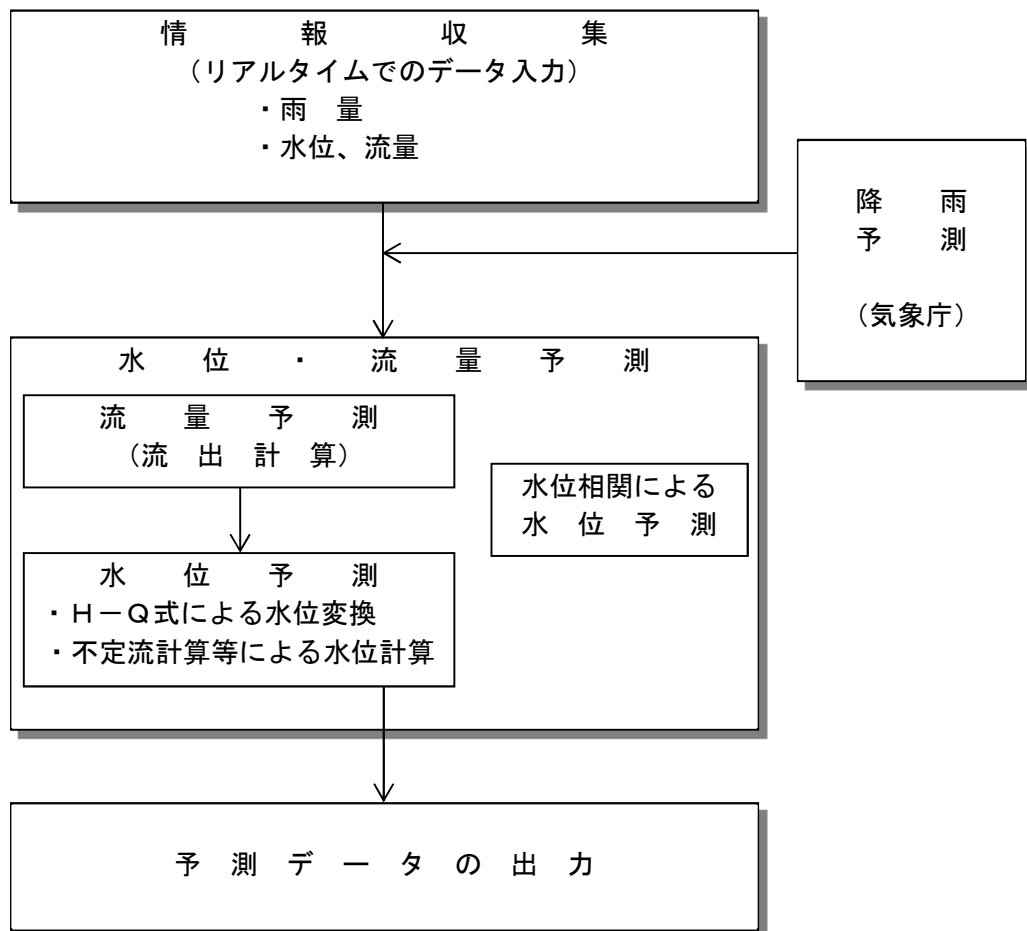 情報収集
（リアルタイムでのデータ入力）
・雨量
・水位、流量
降雨
予測
（気象庁）
水位・流量予測
流量予測
（流出計算）
水位相関による
水位予測
水位予測
・Ｈ－Ｑ式による水位変換
・不定流計算等による水位計算
予測データの出力